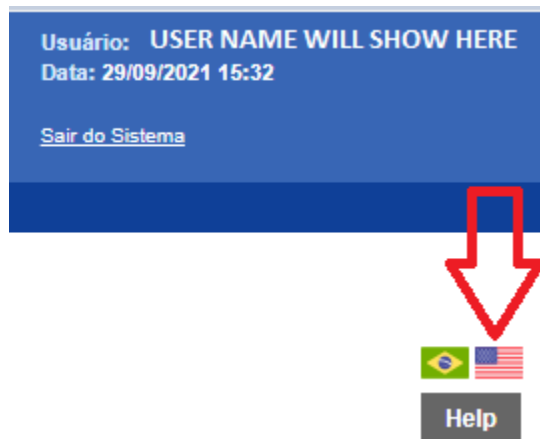 Usuário: USER NAME WILL SHOW HERE
Data: 29/09/2021 15:32
Sair do Sistema
Help